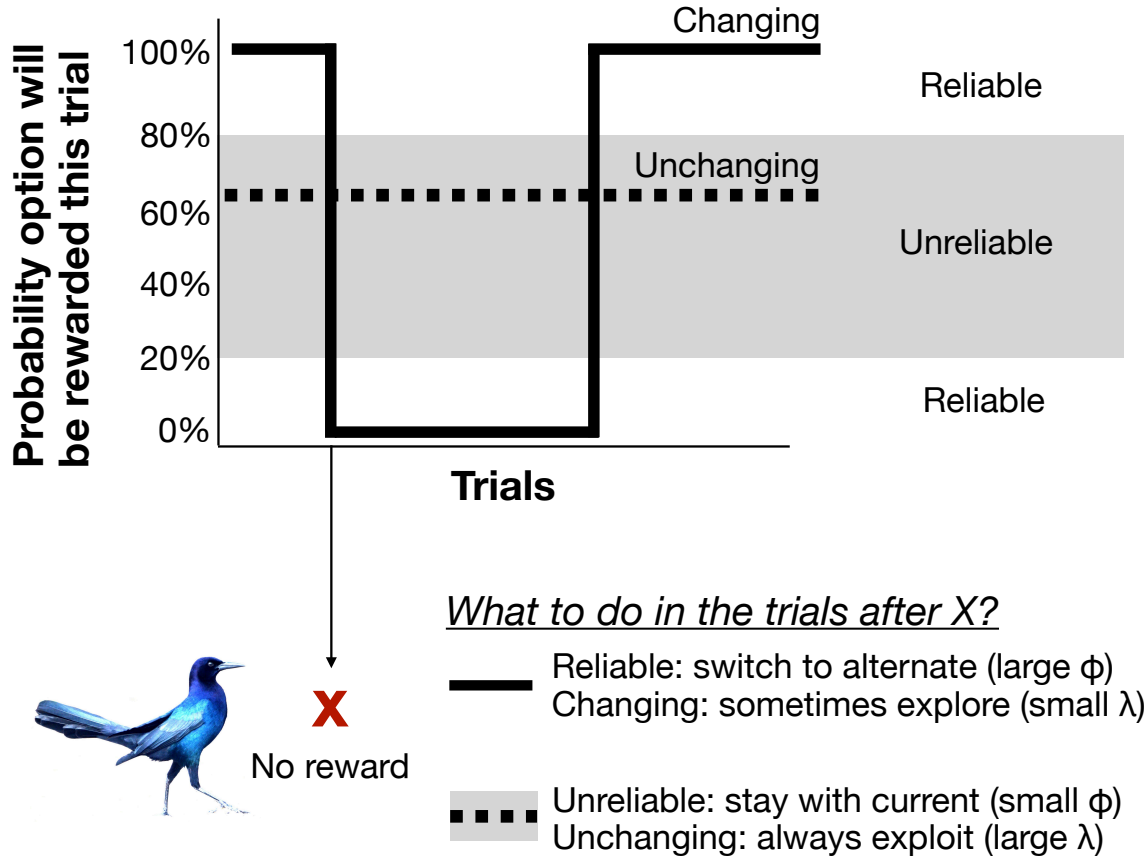 Probability option will
be rewarded this trial
100%
80%
60%
40%
20%
0%
Changing
Unchanging
Reliable
Unreliable
Reliable
Trials
What to do in the trials after X?
Reliable: switch to alternate (large ϕ)
Changing: sometimes explore (small λ)
X
No reward
Unreliable: stay with current (small ϕ)
Unchanging: always exploit (large λ)